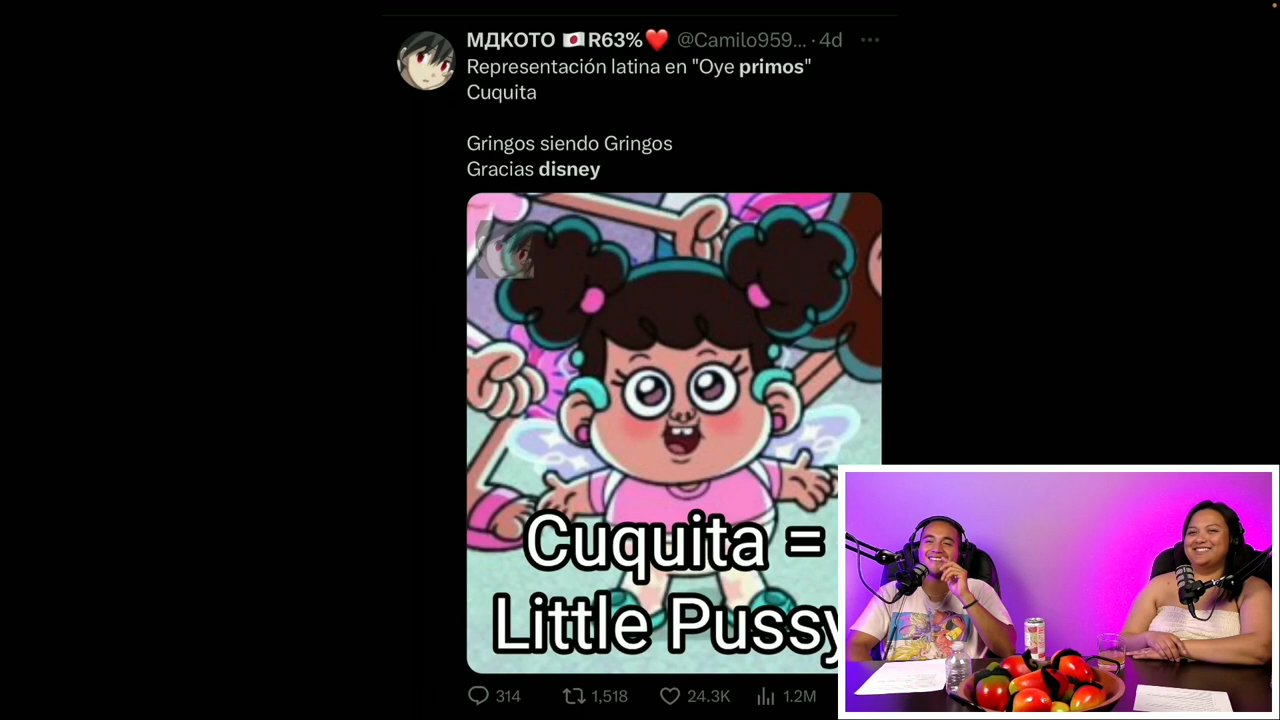 МДКОТО 🇯🇵R63%❤️ @Camilo959... · 4d
Representación latina en "Oye primos"
Cuquita
Gringos siendo Gringos
Gracias disney
Cuquita =
Little Pussy
314 1,518 24.3K 1.2M